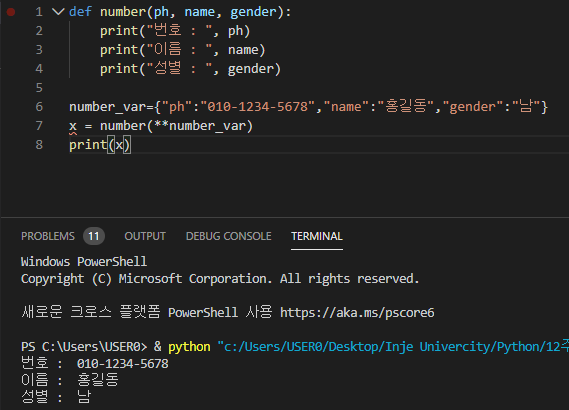 1 def number(ph, name, gender):
2 print("번호 : ", ph)
3 print("이름 : ", name)
4 print("성별 : ", gender)
5
6 number_var={"ph":"010-1234-5678","name":"홍길동","gender":"남"}
7 x = number(**number_var)
8 print(x)
PROBLEMS 11 OUTPUT DEBUG CONSOLE TERMINAL
Windows PowerShell
Copyright (C) Microsoft Corporation. All rights reserved.
새로운 크로스 플랫폼 PowerShell 사용 https://aka.ms/pscore6
PS C:\Users\USER0> & python "c:/Users/USER0/Desktop/Inje Univercity/Python/12주
번호 :  010-1234-5678
이름 :  홍길동
성별 :  남